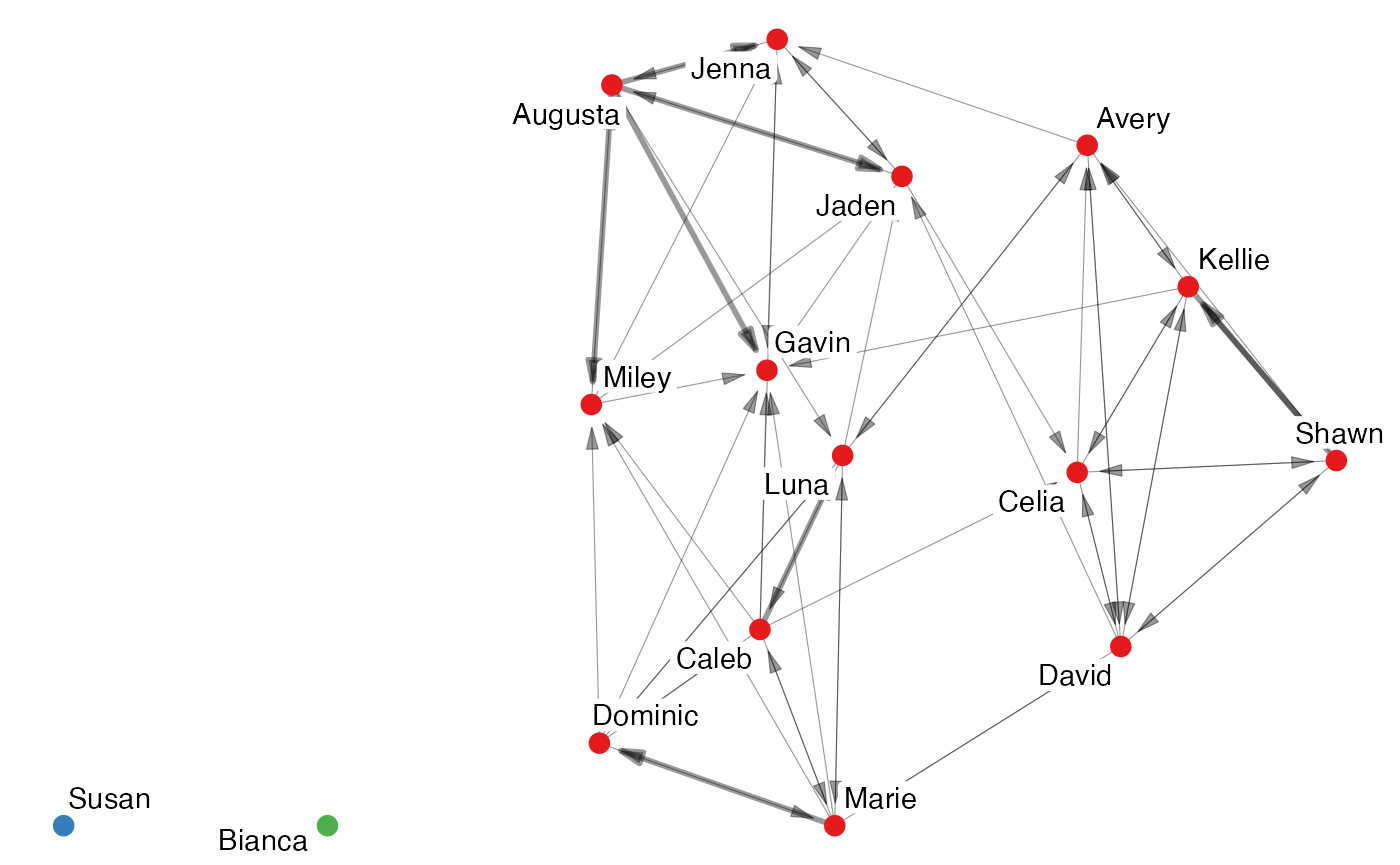 Jenna
Augusta
Avery
Jaden
Kellie
Gavin
Miley
Shawn
Luna
Celia
Caleb
David
Dominic
Susan
Marie
Bianca